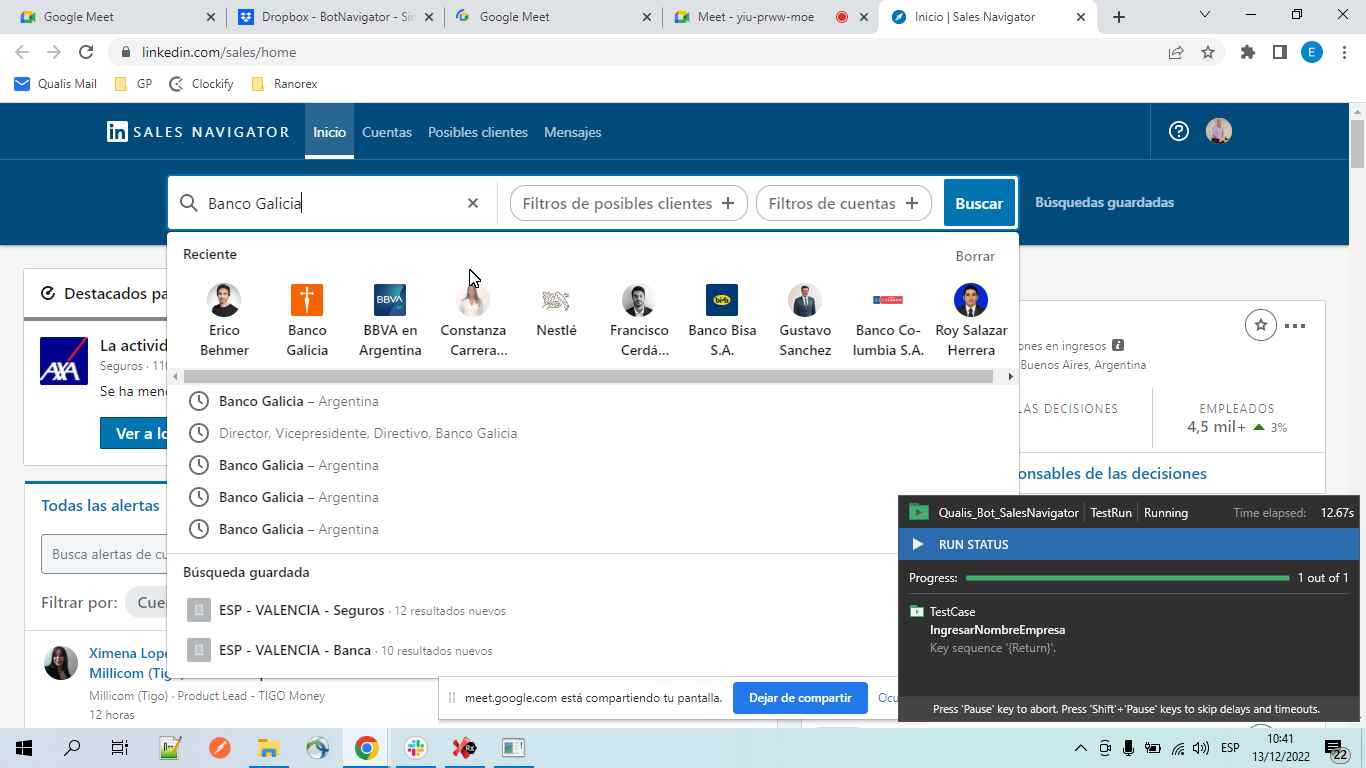 Google Meet
Dropbox - BotNavigator - Sin
Google Meet
Meet - yiu-prww-moe
Inicio | Sales Navigator
linkedin.com/sales/home
E
Qualis Mail
GP
Clockify
Ranorex
in SALES NAVIGATOR
Inicio
Cuentas
Posibles clientes
Mensajes
Banco Galicia
Filtros de posibles clientes
Filtros de cuentas
Buscar
Búsquedas guardadas
Reciente
Borrar
Destacados pa
Erico
Behmer
Banco
Galicia
BBVA
BBVA en
Argentina
Constanza
Carrera...
Nestlé
Francisco
Cerdá...
Banco Bisa
S.A.
Gustavo
Sanchez
Banco Co-
lumbia S.A.
Roy Salazar
Herrera
AXA
La activid
Seguros · 11
Se ha menc
Ver a lo
ones en ingresos
Buenos Aires, Argentina
LAS DECISIONES
EMPLEADOS
4,5 mil+ 3%
onsables de las decisiones
Banco Galicia – Argentina
Director, Vicepresidente, Directivo, Banco Galicia
Banco Galicia – Argentina
Banco Galicia – Argentina
Banco Galicia – Argentina
Búsqueda guardada
ESP - VALENCIA - Seguros · 12 resultados nuevos
ESP - VALENCIA - Banca · 10 resultados nuevos
Todas las alertas
Busca alertas de cu
Filtrar por:
Cue
Ximena Lope
Millicom (Tig
Millicom (Tigo) · Product Lead - TIGO Money
12 horas
Qualis_Bot_SalesNavigator
TestRun
Running
Time elapsed: 12.67s
RUN STATUS
Progress:
1 out of 1
TestCase
IngresarNombreEmpresa
Key sequence '{Return}'.
Press 'Pause' key to abort. Press 'Shift'+'Pause' keys to skip delays and timeouts.
meet.google.com está compartiendo tu pantalla.
Dejar de compartir
Ocu
ESP
10:41
13/12/2022
22